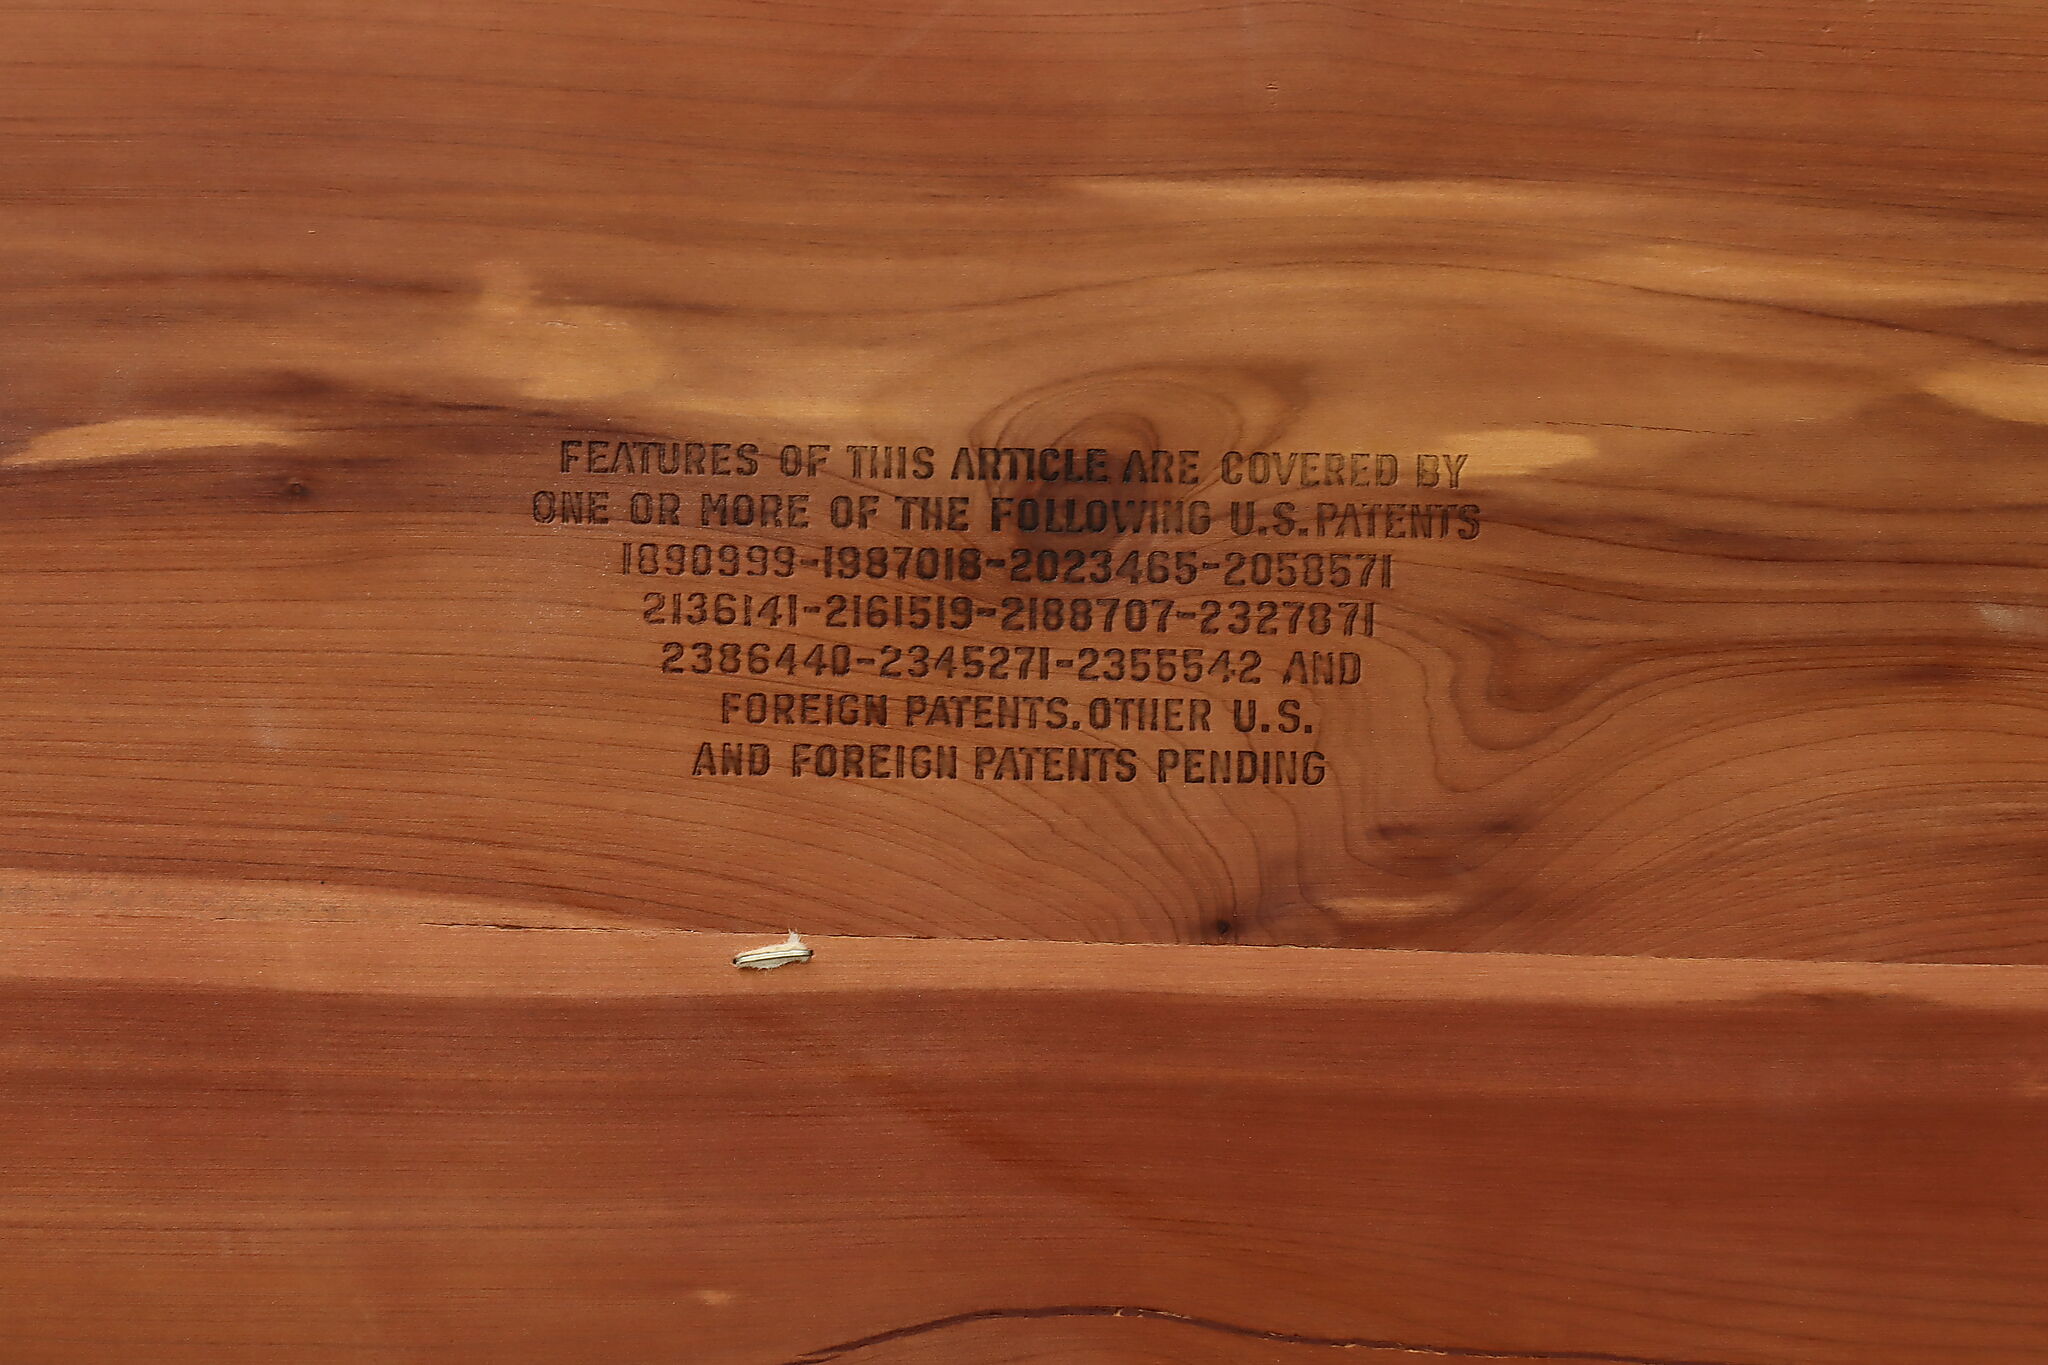 FEATURES OF THIS ARTICLE ARE COVERED BY
ONE OR MORE OF THE FOLLOWING U.S. PATENTS
1890999-1987018-2023465-2058571
2136141-2161519-2188707-2327871
2386440-2345271-2355542 AND
FOREIGN PATENTS. OTHER U.S.
AND FOREIGN PATENTS PENDING